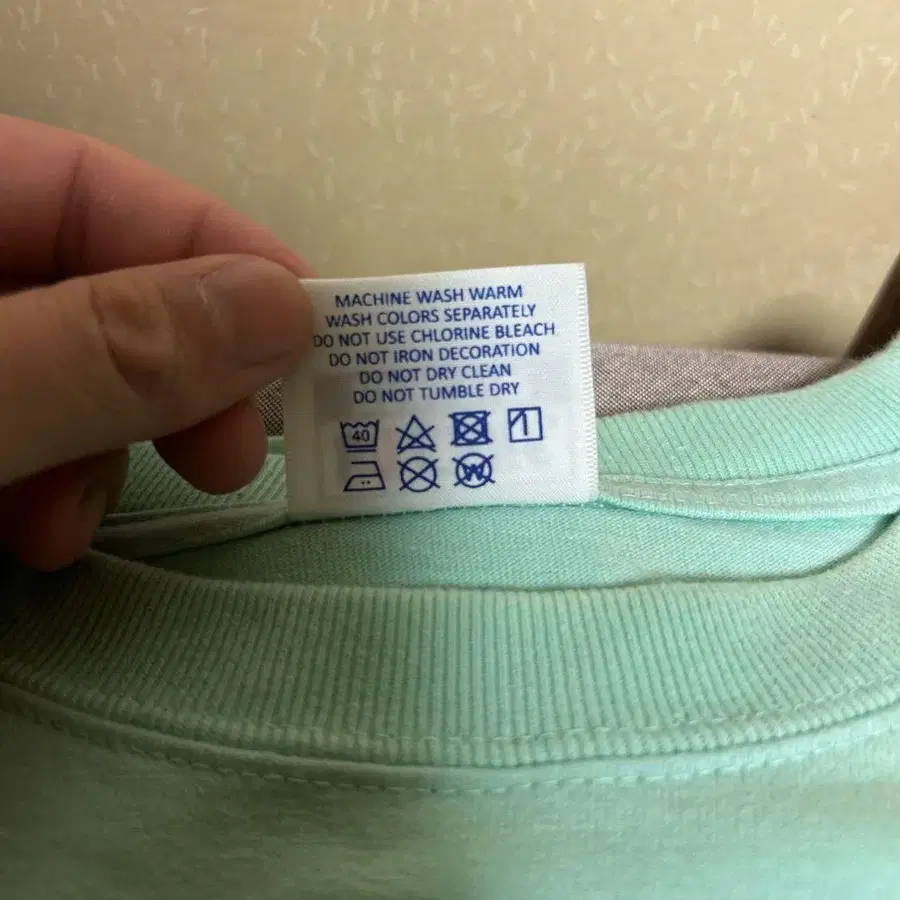 MACHINE WASH WARM
WASH COLORS SEPARATELY
DO NOT USE CHLORINE BLEACH
DO NOT IRON DECORATION
DO NOT DRY CLEAN
DO NOT TUMBLE DRY
40
W